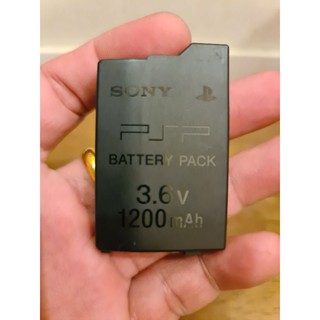 SONY
PSP
BATTERY PACK
3.6V
1200mAh